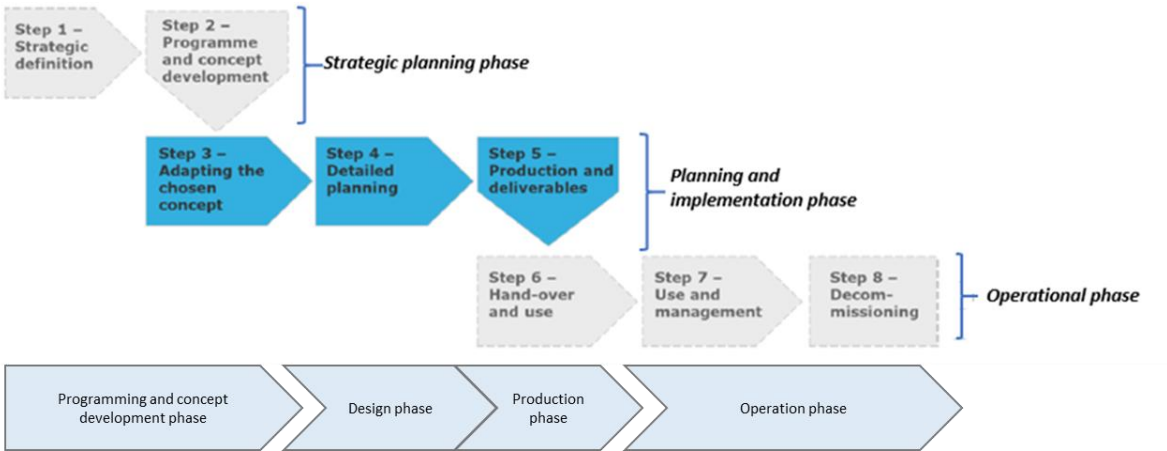 Step 1 –
Strategic
definition
Step 2 –
Programme
and concept
development
Strategic planning phase
Step 3 –
Adapting the
chosen
concept
Step 4 –
Detailed
planning
Step 5 –
Production and
deliverables
Planning and
implementation phase
Step 6 –
Hand-over
and use
Step 7 –
Use and
management
Step 8 –
Decom-
missioning
Operational phase
Programming and concept
development phase
Design phase
Production
phase
Operation phase